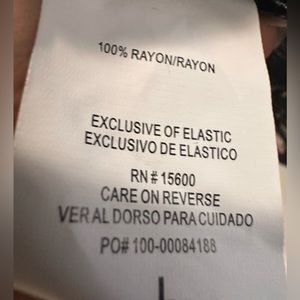 100% RAYON/RAYON
EXCLUSIVE OF ELASTIC
EXCLUSIVO DE ELASTICO
RN# 15600
CARE ON REVERSE
VER AL DORSO PARA CUIDADO
PO# 100-00084188